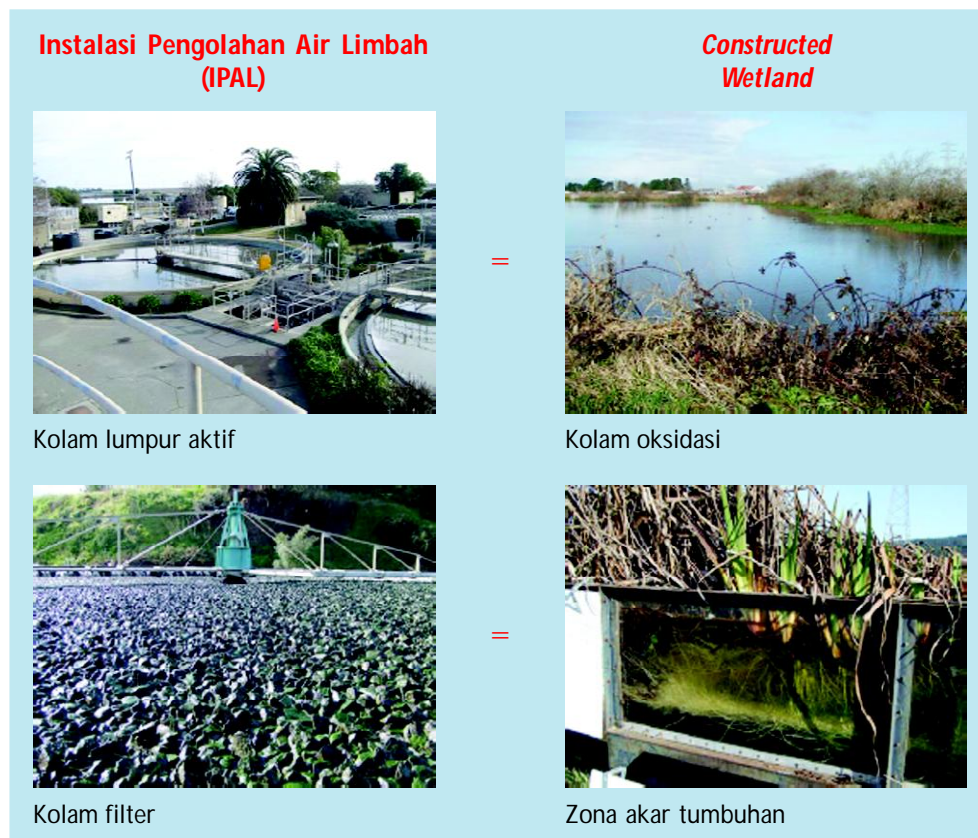 Instalasi Pengolahan Air Limbah
(IPAL)
Constructed
Wetland
=
Kolam lumpur aktif
Kolam oksidasi
=
Kolam filter
Zona akar tumbuhan